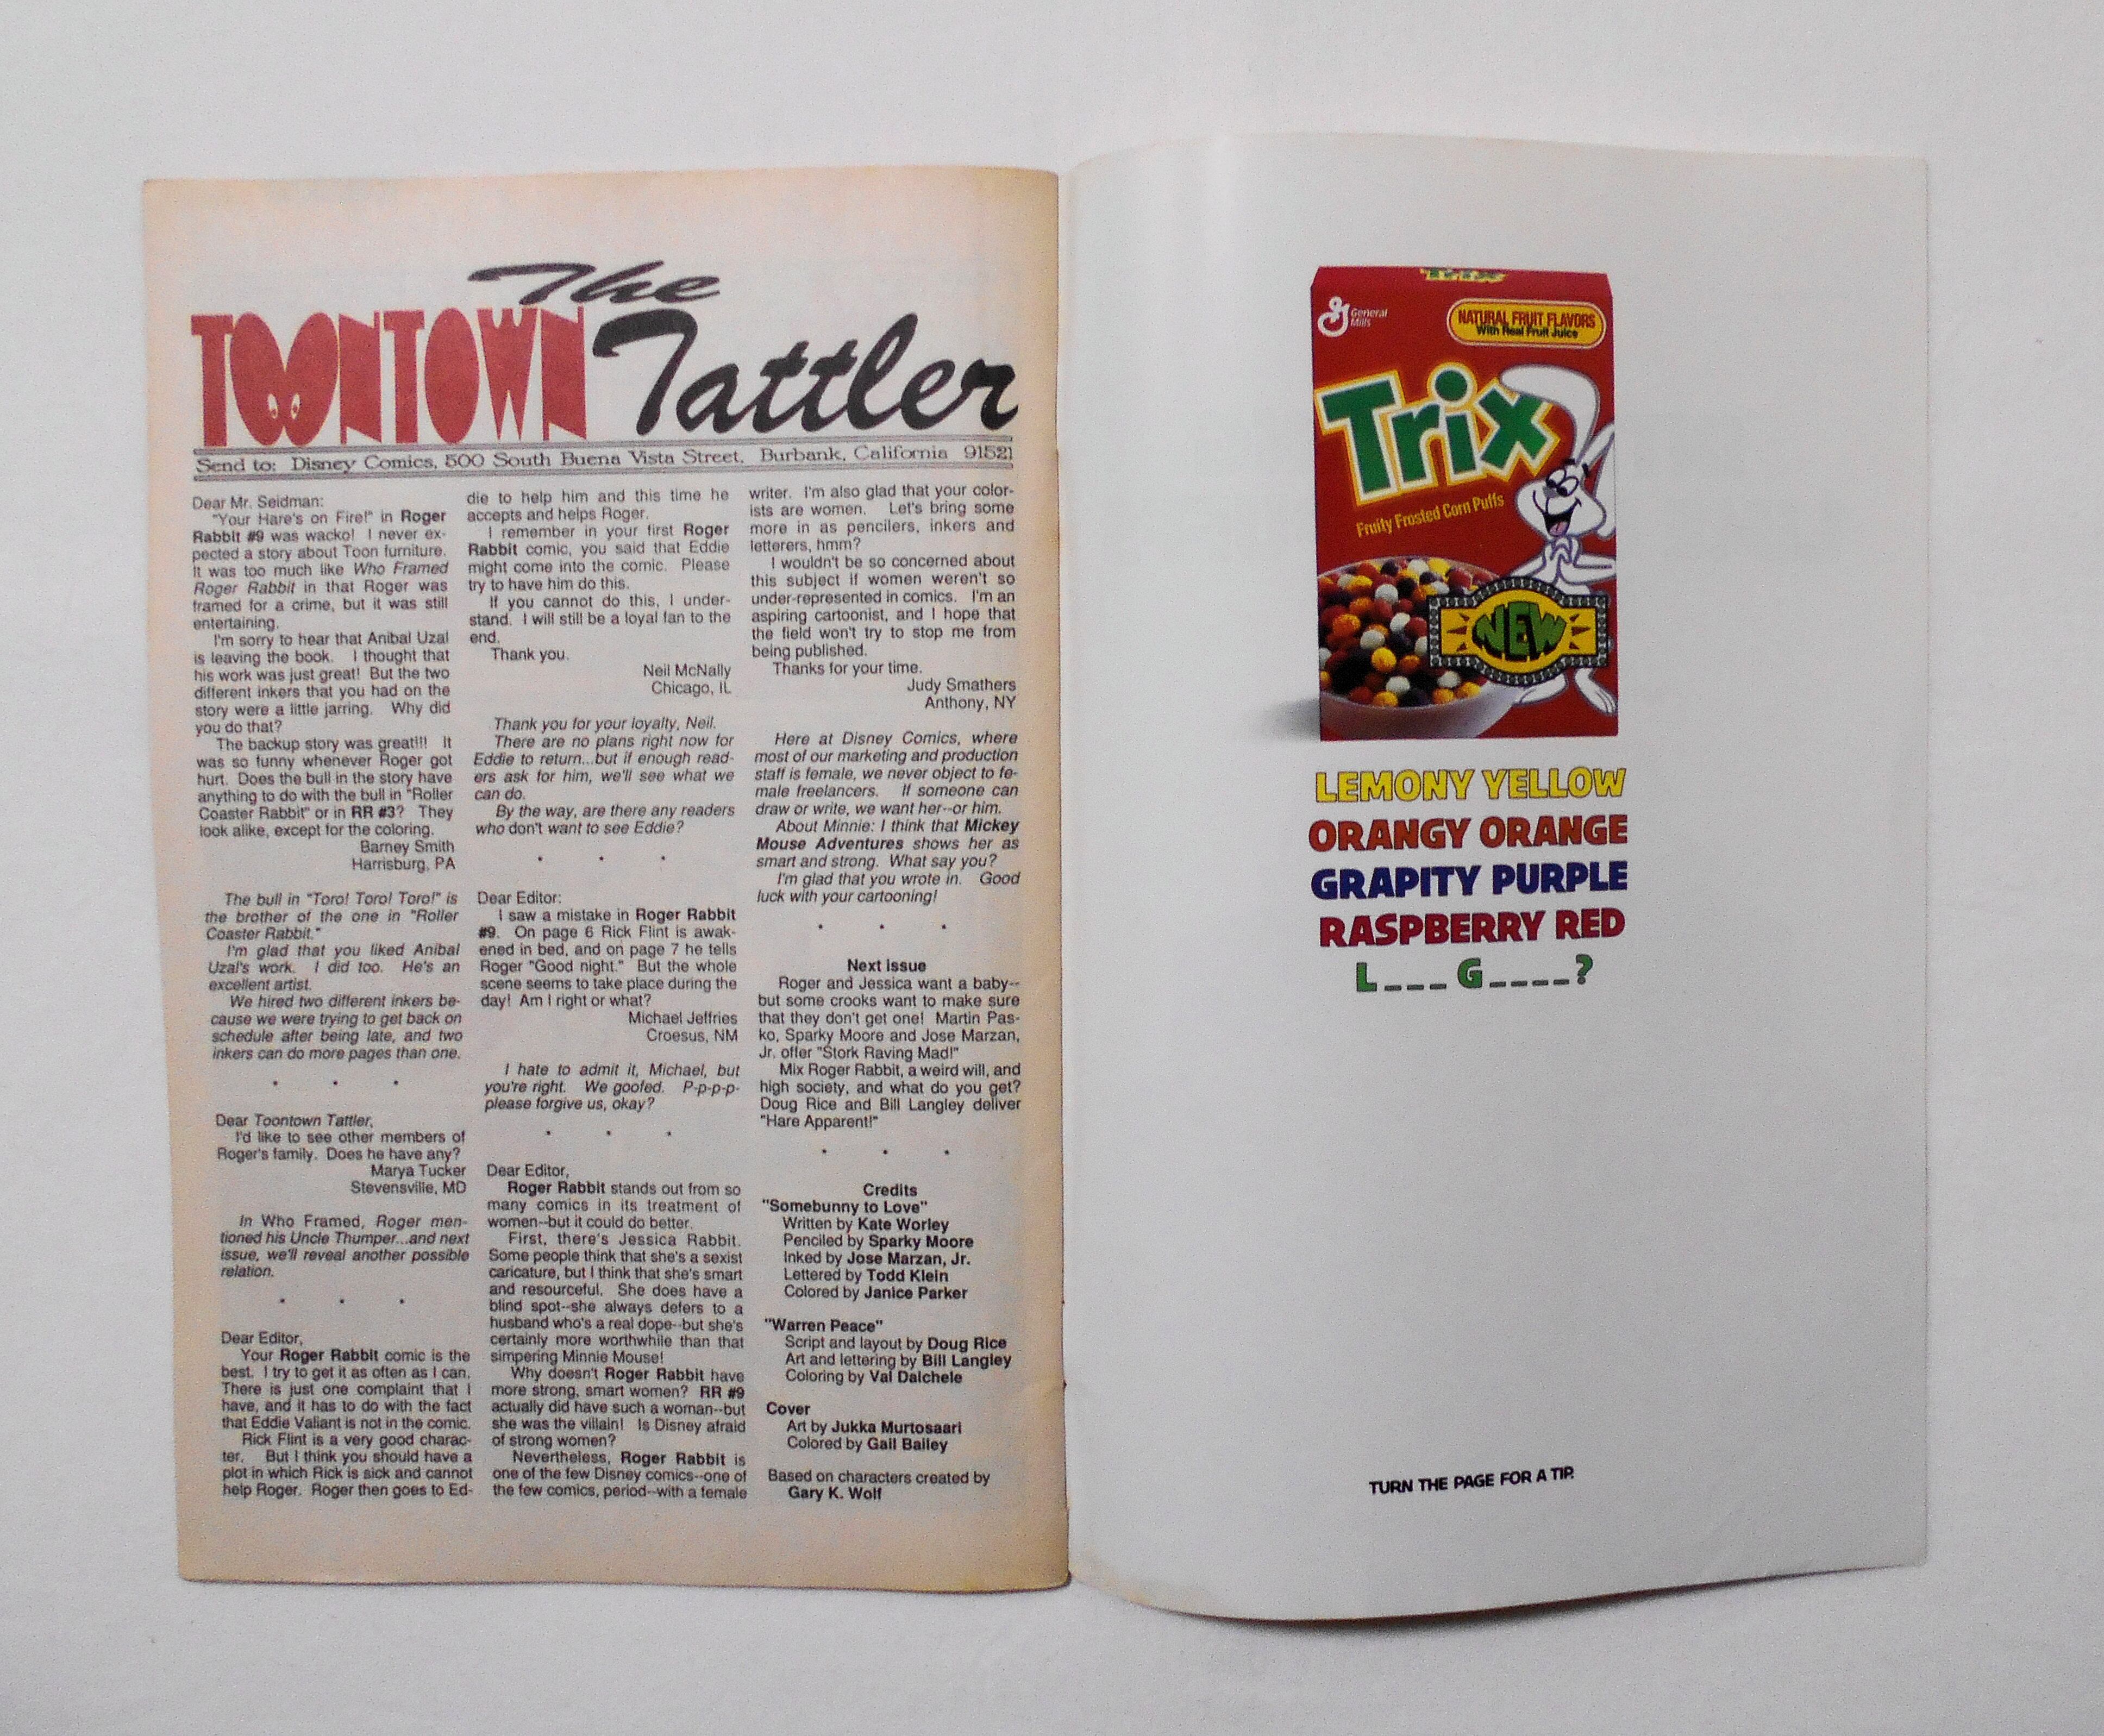 The
TOONTOWN Tattler
Send to: Disney Comics, 500 South Buena Vista Street, Burbank, California 91521
Dear Mr. Seidman:
"Your Hare's on Fire!" in Roger
Rabbit #9 was wacko! I never ex-
pected a story about Toon furniture.
It was too much like Who Framed
Roger Rabbit in that Roger was
framed for a crime, but it was still
entertaining.
I'm sorry to hear that Anibal Uzal
is leaving the book. I thought that
his work was just great! But the two
different inkers that you had on the
story were a little jarring. Why did
you do that?
The backup story was great!!! It
was so funny whenever Roger got
hurt. Does the bull in the story have
anything to do with the bull in "Roller
Coaster Rabbit" or in RR #3? They
look alike, except for the coloring.
Barney Smith
Harrisburg, PA
The bull in "Toro! Toro! Toro!" is
the brother of the one in "Roller
Coaster Rabbit."
I'm glad that you liked Anibal
Uzal's work. I did too. He's an
excellent artist.
We hired two different inkers be-
cause we were trying to get back on
schedule after being late, and two
inkers can do more pages than one.
* * *
Dear Toontown Tattler,
I'd like to see other members of
Roger's family. Does he have any?
Marya Tucker
Stevensville, MD
In Who Framed, Roger men-
tioned his Uncle Thumper...and next
issue, we'll reveal another possible
relation.
* * *
Dear Editor,
Your Roger Rabbit comic is the
best. I try to get it as often as I can.
There is just one complaint that I
have, and it has to do with the fact
that Eddie Valiant is not in the comic.
Rick Flint is a very good charac-
ter. But I think you should have a
plot in which Rick is sick and cannot
help Roger. Roger then goes to Ed-
die to help him and this time he
accepts and helps Roger.
I remember in your first Roger
Rabbit comic, you said that Eddie
might come into the comic. Please
try to have him do this.
If you cannot do this, I under-
stand. I will still be a loyal fan to the
end.
Thank you.
Neil McNally
Chicago, IL
Thank you for your loyalty, Neil.
There are no plans right now for
Eddie to return...but if enough read-
ers ask for him, we'll see what we
can do.
By the way, are there any readers
who don't want to see Eddie?
* * *
Dear Editor:
I saw a mistake in Roger Rabbit
#9. On page 6 Rick Flint is awak-
ened in bed, and on page 7 he tells
Roger "Good night." But the whole
scene seems to take place during the
day! Am I right or what?
Michael Jeffries
Croesus, NM
I hate to admit it, Michael, but
you're right. We goofed. P-p-p-p-
please forgive us, okay?
* * *
Dear Editor,
Roger Rabbit stands out from so
many comics in its treatment of
women--but it could do better.
First, there's Jessica Rabbit.
Some people think that she's a sexist
caricature, but I think that she's smart
and resourceful. She does have a
blind spot--she always defers to a
husband who's a real dope--but she's
certainly more worthwhile than that
simpering Minnie Mouse!
Why doesn't Roger Rabbit have
more strong, smart women? RR #9
actually did have such a woman--but
she was the villain! Is Disney afraid
of strong women?
Nevertheless, Roger Rabbit is
one of the few Disney comics--one of
the few comics, period--with a female
writer. I'm also glad that your color-
ists are women. Let's bring some
more in as pencilers, inkers and
letterers, hmm?
I wouldn't be so concerned about
this subject if women weren't so
under-represented in comics. I'm an
aspiring cartoonist, and I hope that
the field won't try to stop me from
being published.
Thanks for your time.
Judy Smathers
Anthony, NY
Here at Disney Comics, where
most of our marketing and production
staff is female, we never object to fe-
male freelancers. If someone can
draw or write, we want her--or him.
About Minnie: I think that Mickey
Mouse Adventures shows her as
smart and strong. What say you?
I'm glad that you wrote in. Good
luck with your cartooning!
* * *
Next issue
Roger and Jessica want a baby--
but some crooks want to make sure
that they don't get one! Martin Pas-
ko, Sparky Moore and Jose Marzan,
Jr. offer "Stork Raving Mad!"
Mix Roger Rabbit, a weird will, and
high society, and what do you get?
Doug Rice and Bill Langley deliver
"Hare Apparent!"
* * *
Credits
"Somebunny to Love"
Written by Kate Worley
Penciled by Sparky Moore
Inked by Jose Marzan, Jr.
Lettered by Todd Klein
Colored by Janice Parker
"Warren Peace"
Script and layout by Doug Rice
Art and lettering by Bill Langley
Coloring by Val Daichele
Cover
Art by Jukka Murtosaari
Colored by Gail Bailey
Based on characters created by
Gary K. Wolf
Trix
General
Mills
NATURAL FRUIT FLAVORS
With Real Fruit Juice
Trix
Fruity Frosted Corn Puffs
NEW
LEMONY YELLOW
ORANGY ORANGE
GRAPITY PURPLE
RASPBERRY RED
L _ _ _ G _ _ _ _ ?
TURN THE PAGE FOR A TIP.